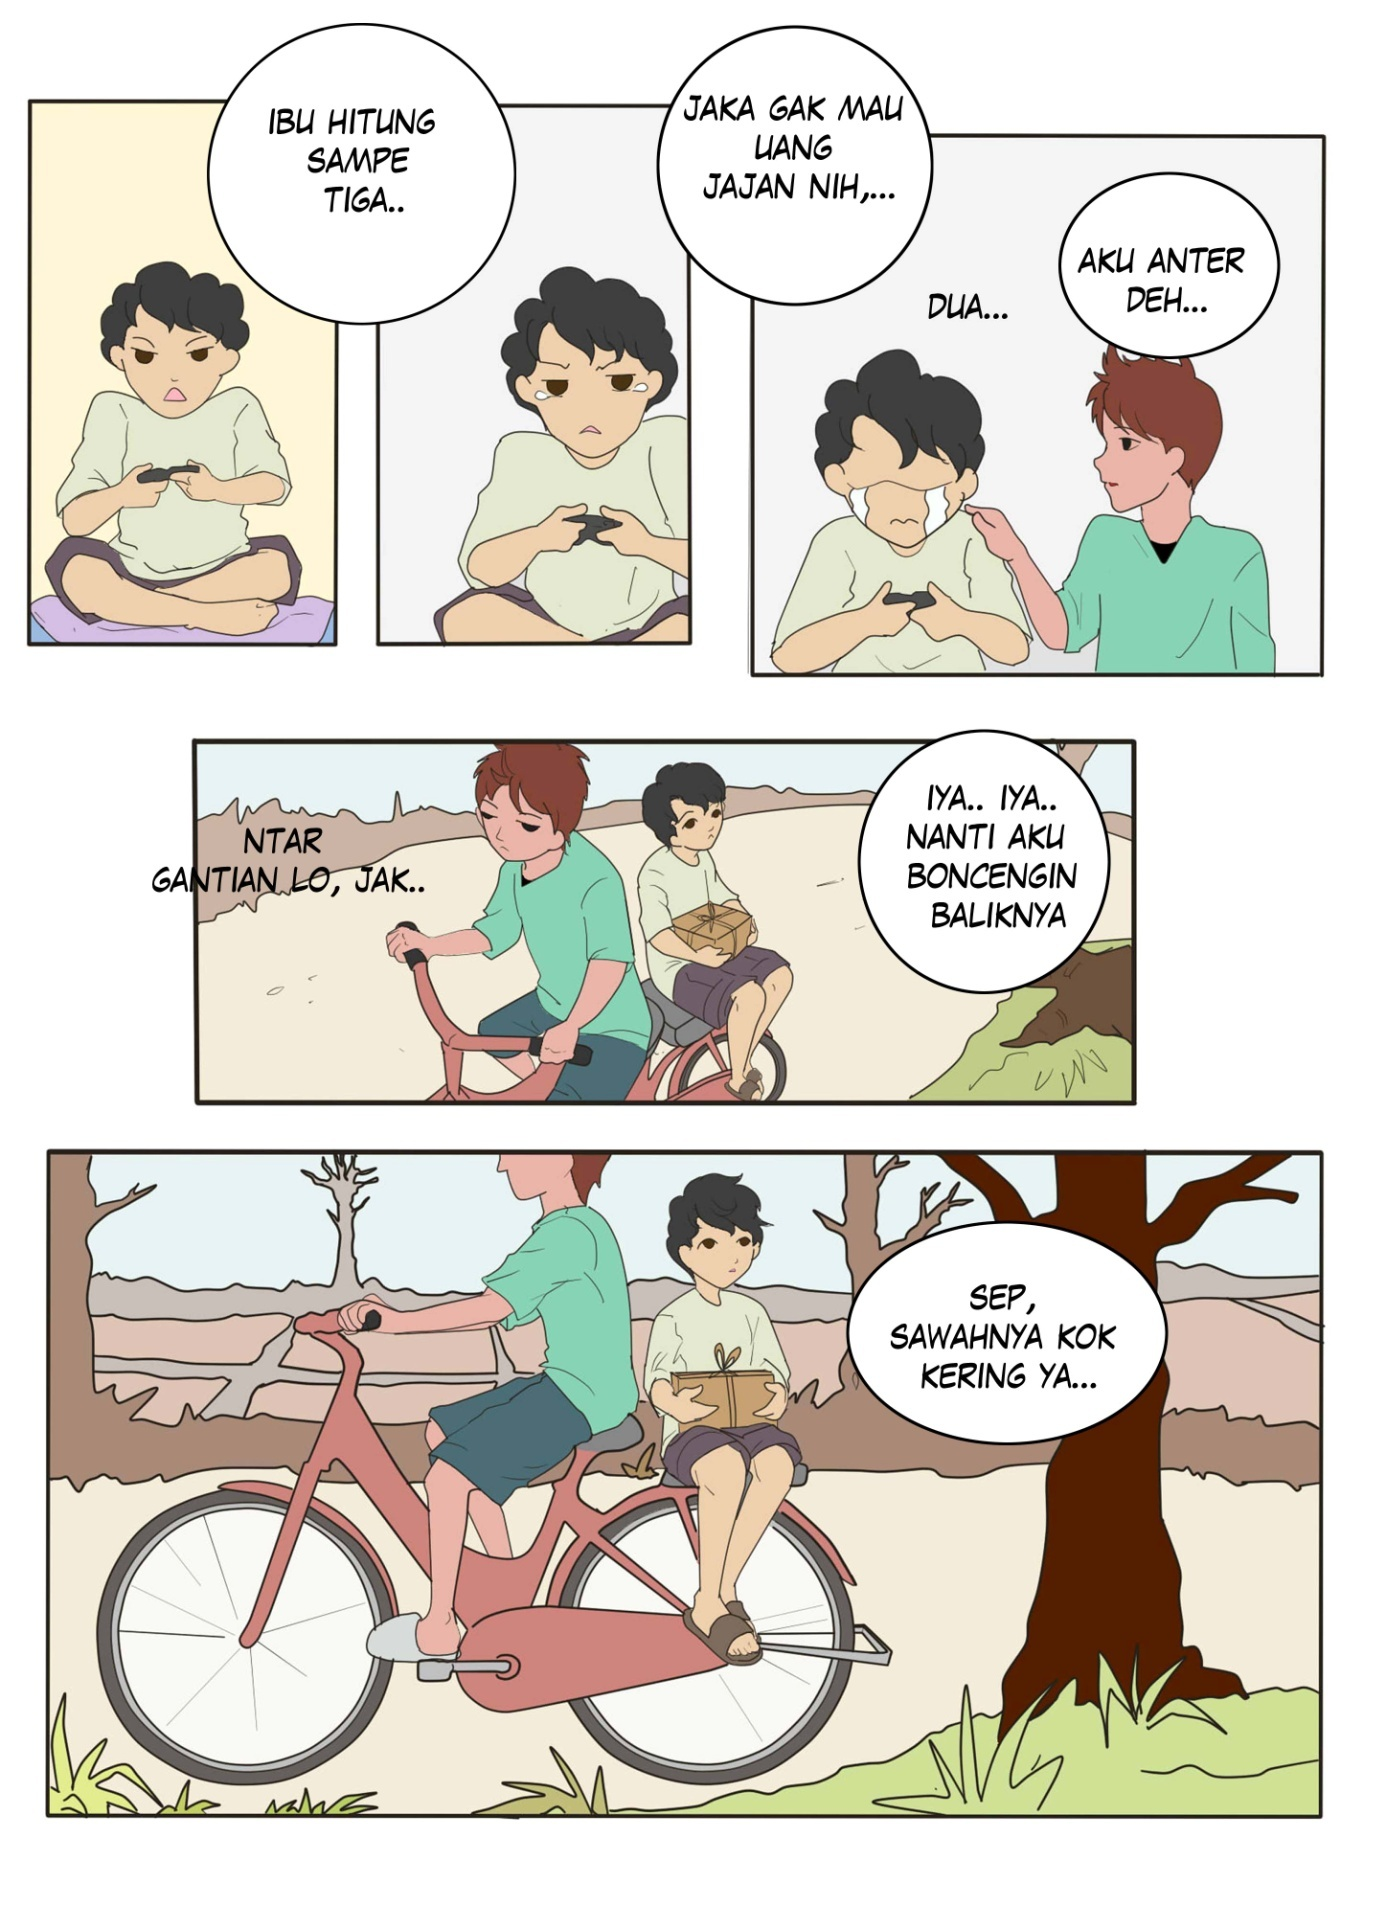 IBU HITUNG
SAMPE
TIGA..
JAKA GAK MAU
UANG
JAJAN NIH,...
DUA...
AKU ANTER
DEH...
NTAR
GANTIAN LO, JAK..
IYA.. IYA..
NANTI AKU
BONCENGIN
BALIKNYA
SEP,
SAWAHNYA KOK
KERING YA...